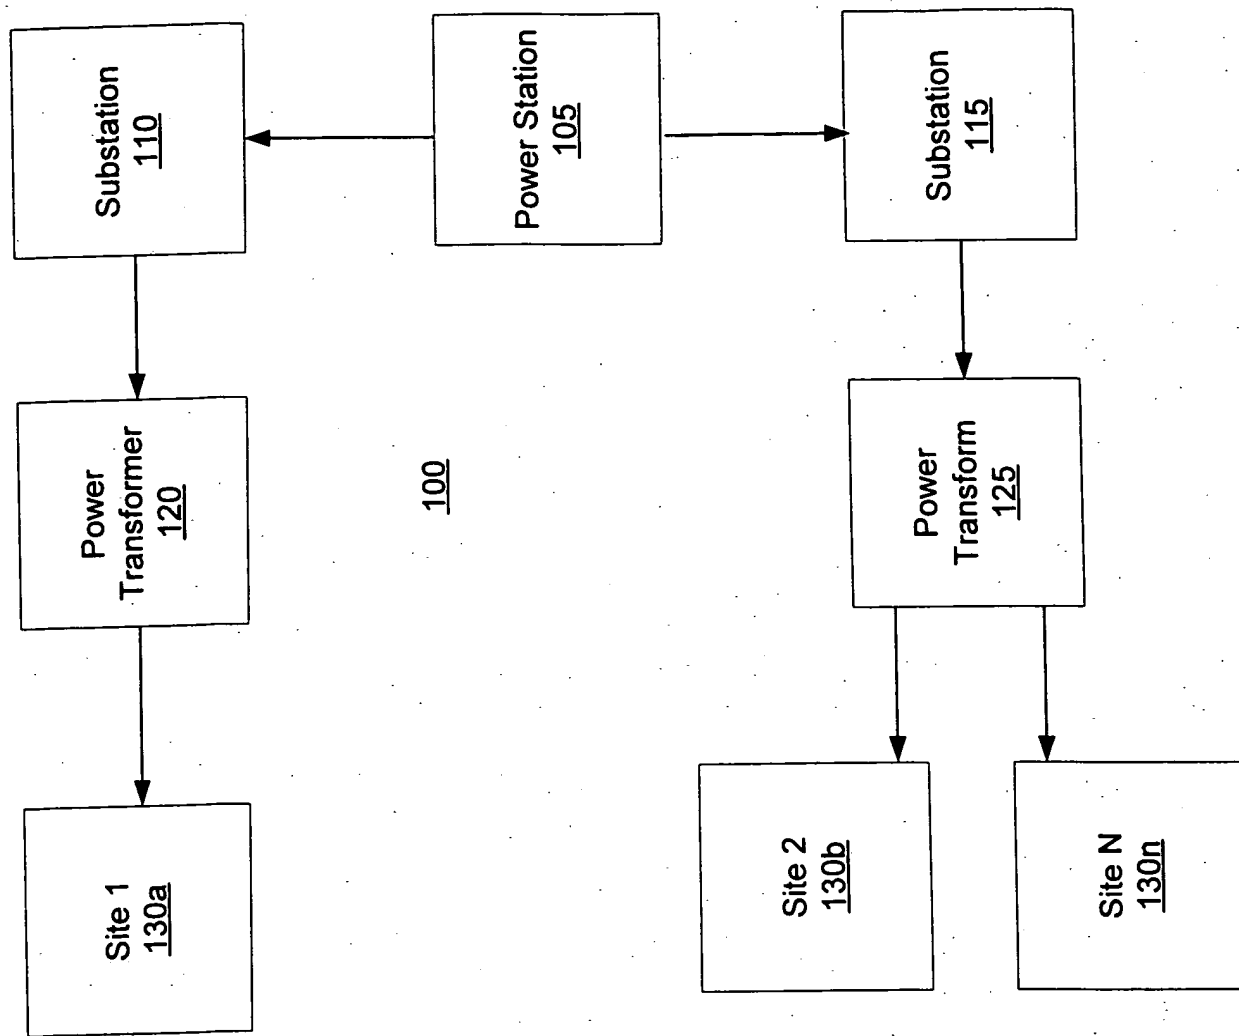 Substation
110
Power Station
105
Substation
115
Power
Transformer
120
100
Power
Transform
125
Site 1
130a
Site 2
130b
Site N
130n